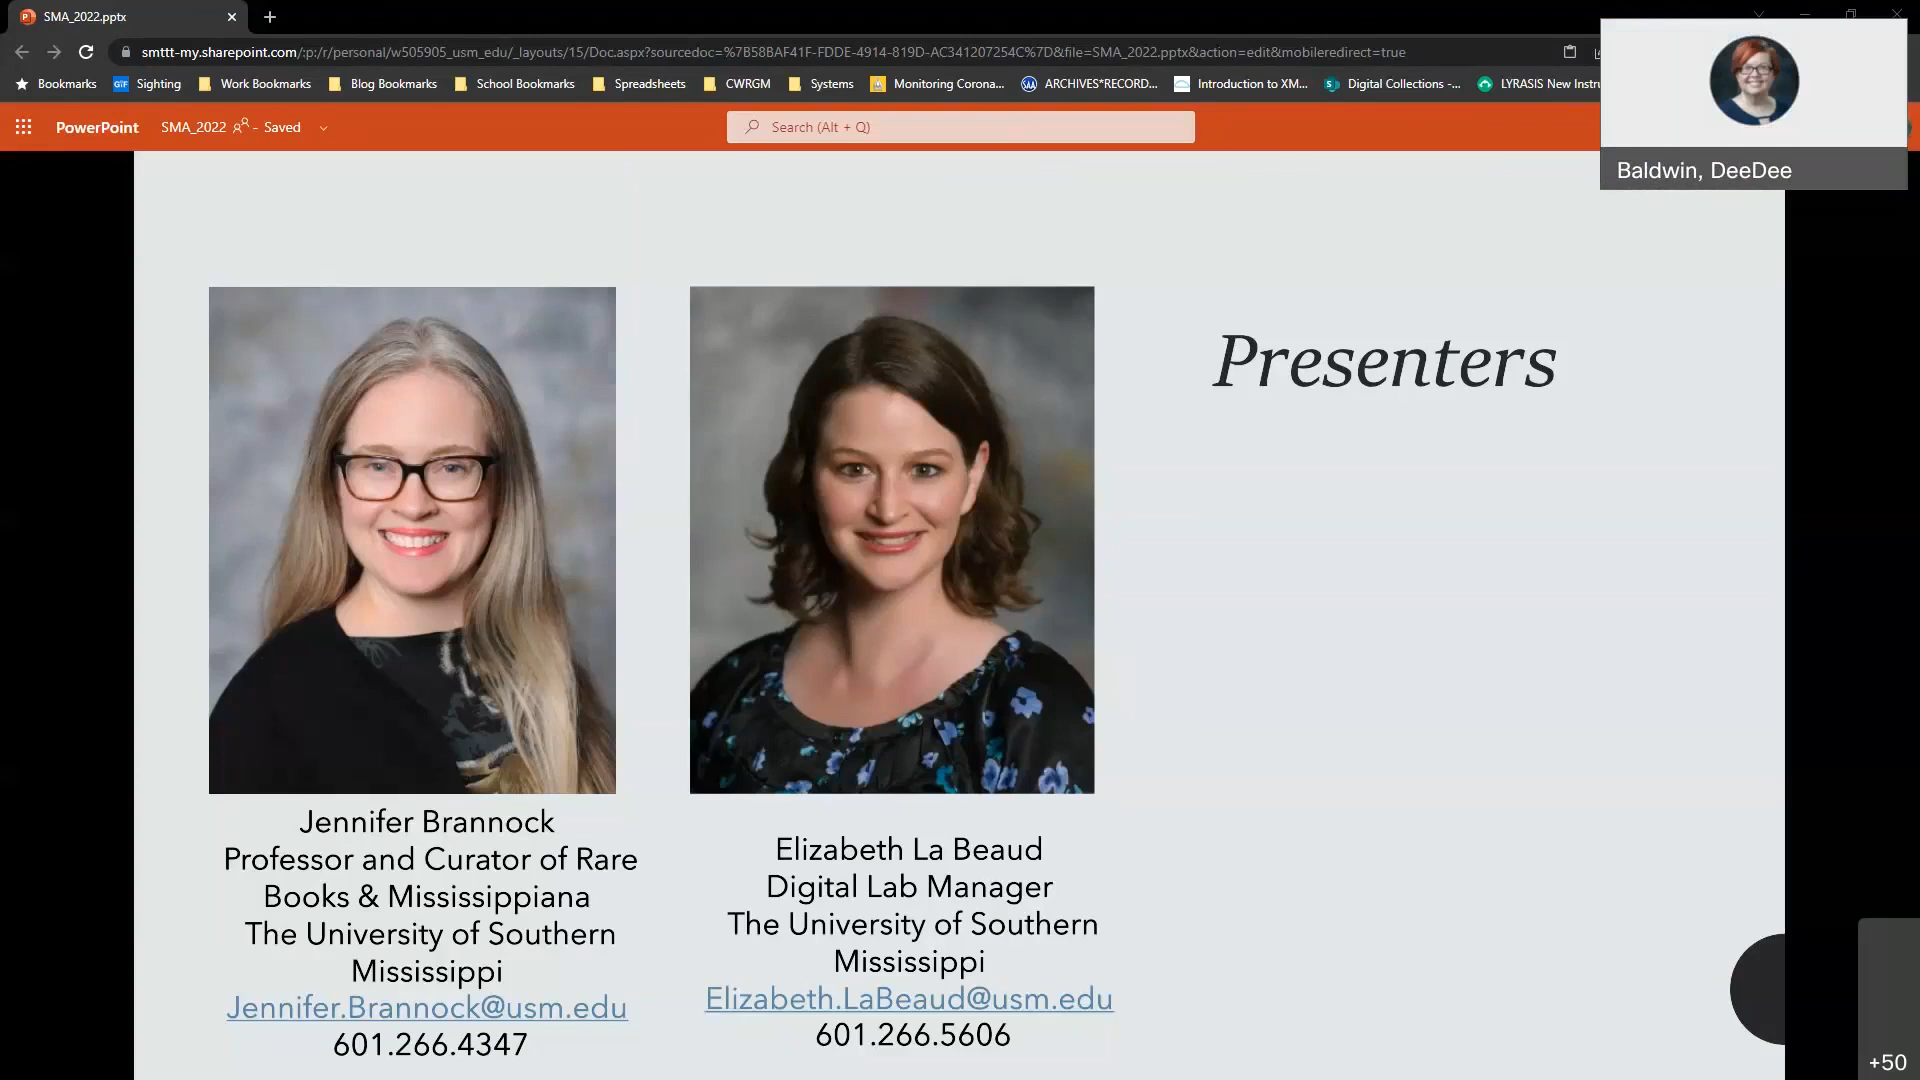 SMA_2022.pptx
smttt-my.sharepoint.com/:p:/r/personal/w505905_usm_edu/_layouts/15/Doc.aspx?sourcedoc=%7B58BAF41F-FDDE-4914-819D-AC341207254C%7D&file=SMA_2022.pptx&action=edit&mobileredirect=true
Bookmarks Sighting Work Bookmarks Blog Bookmarks School Bookmarks Spreadsheets CWRGM Systems Monitoring Corona... ARCHIVES*RECORD... Introduction to XM... Digital Collections -... LYRASIS New Instru
PowerPoint SMA_2022 - Saved Search (Alt + Q)
Baldwin, DeeDee
Presenters
Jennifer Brannock
Professor and Curator of Rare
Books & Mississippiana
The University of Southern
Mississippi
Jennifer.Brannock@usm.edu
601.266.4347
Elizabeth La Beaud
Digital Lab Manager
The University of Southern
Mississippi
Elizabeth.LaBeaud@usm.edu
601.266.5606
+50